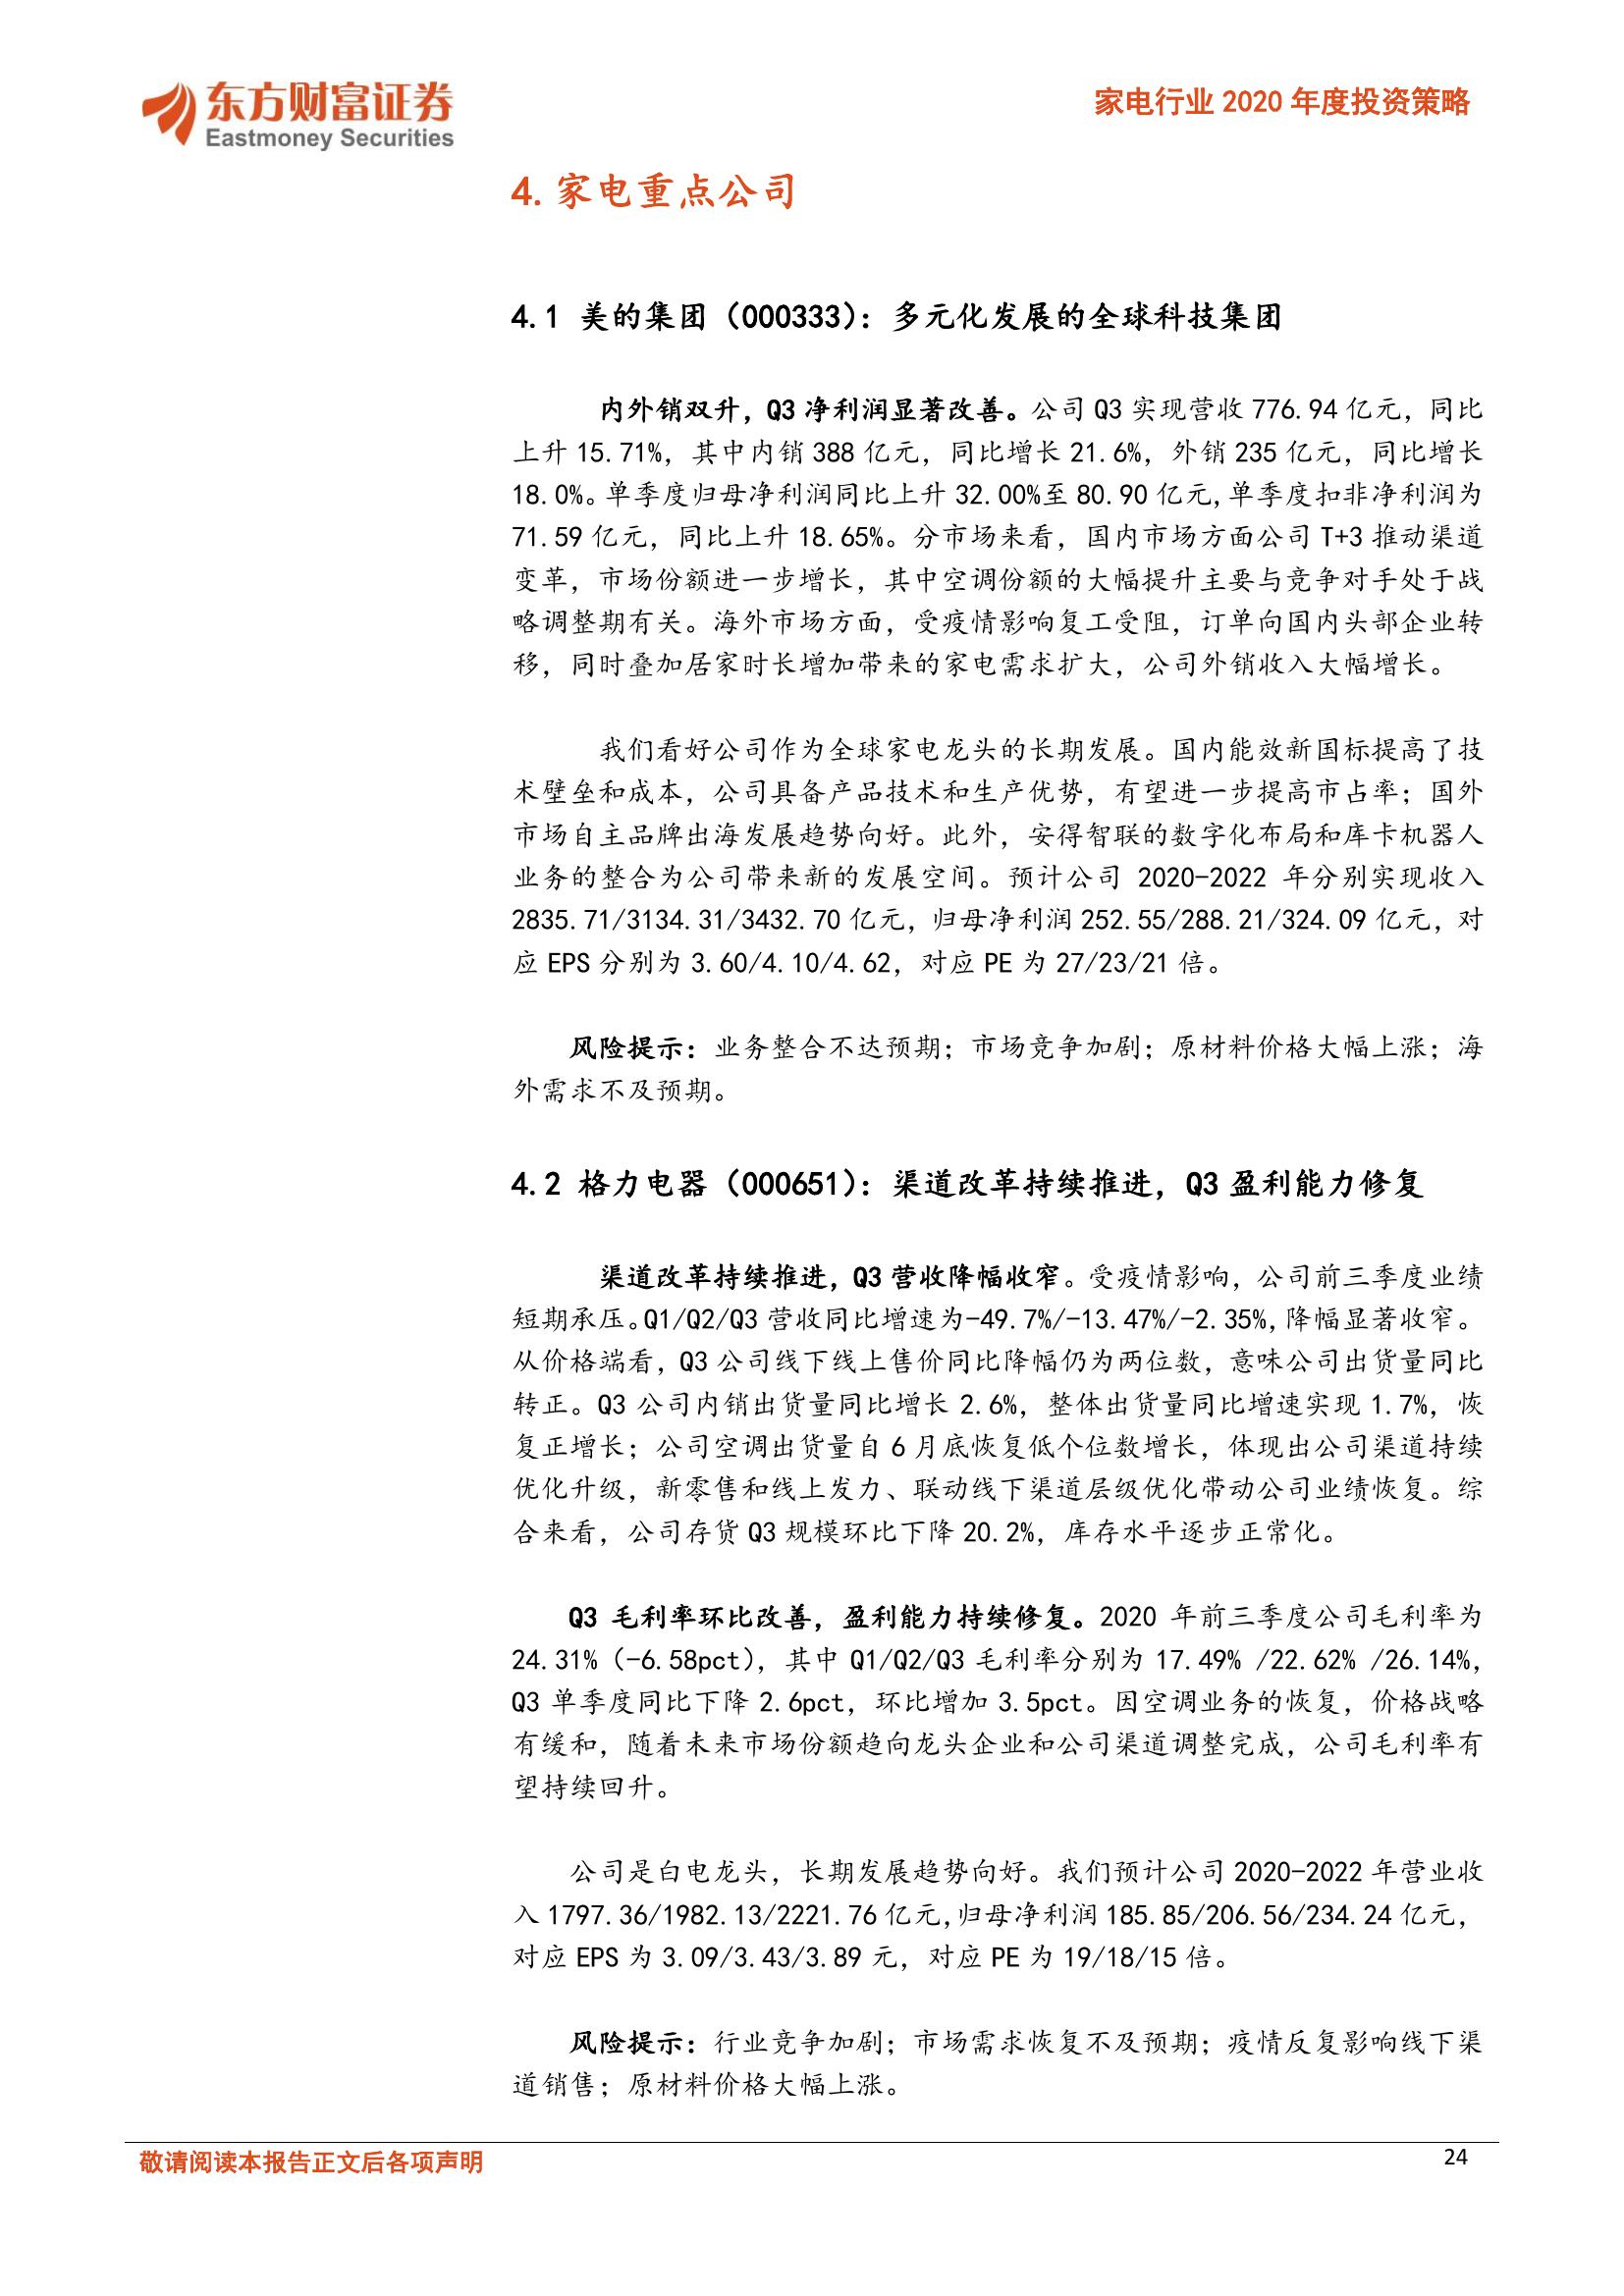 东方财富证券
Eastmoney Securities
家电行业 2020 年度投资策略
4. 家电重点公司
4.1 美的集团（000333）：多元化发展的全球科技集团
内外销双升，Q3 净利润显著改善。公司 Q3 实现营收 776.94 亿元，同比
上升 15.71%，其中内销 388 亿元，同比增长 21.6%，外销 235 亿元，同比增长
18.0%。单季度归母净利润同比上升 32.00%至 80.90 亿元，单季度扣非净利润为
71.59 亿元，同比上升 18.65%。分市场来看，国内市场方面公司 T+3 推动渠道
变革，市场份额进一步增长，其中空调份额的大幅提升主要与竞争对手处于战
略调整期有关。海外市场方面，受疫情影响复工受阻，订单向国内头部企业转
移，同时叠加居家时长增加带来的家电需求扩大，公司外销收入大幅增长。
我们看好公司作为全球家电龙头的长期发展。国内能效新国标提高了技
术壁垒和成本，公司具备产品技术和生产优势，有望进一步提高市占率；国外
市场自主品牌出海发展趋势向好。此外，安得智联的数字化布局和库卡机器人
业务的整合为公司带来新的发展空间。预计公司 2020-2022 年分别实现收入
2835.71/3134.31/3432.70 亿元，归母净利润 252.55/288.21/324.09 亿元，对
应 EPS 分别为 3.60/4.10/4.62，对应 PE 为 27/23/21 倍。
风险提示：业务整合不达预期；市场竞争加剧；原材料价格大幅上涨；海
外需求不及预期。
4.2 格力电器（000651）：渠道改革持续推进，Q3 盈利能力修复
渠道改革持续推进，Q3 营收降幅收窄。受疫情影响，公司前三季度业绩
短期承压。Q1/Q2/Q3 营收同比增速为-49.7%/-13.47%/-2.35%，降幅显著收窄。
从价格端看，Q3 公司线下线上售价同比降幅仍为两位数，意味公司出货量同比
转正。Q3 公司内销出货量同比增长 2.6%，整体出货量同比增速实现 1.7%，恢
复正增长；公司空调出货量自 6 月底恢复低个位数增长，体现出公司渠道持续
优化升级，新零售和线上发力、联动线下渠道层级优化带动公司业绩恢复。综
合来看，公司存货 Q3 规模环比下降 20.2%，库存水平逐步正常化。
Q3 毛利率环比改善，盈利能力持续修复。2020 年前三季度公司毛利率为
24.31%（-6.58pct），其中 Q1/Q2/Q3 毛利率分别为 17.49% /22.62% /26.14%，
Q3 单季度同比下降 2.6pct，环比增加 3.5pct。因空调业务的恢复，价格战略
有缓和，随着未来市场份额趋向龙头企业和公司渠道调整完成，公司毛利率有
望持续回升。
公司是白电龙头，长期发展趋势向好。我们预计公司 2020-2022 年营业收
入 1797.36/1982.13/2221.76 亿元，归母净利润 185.85/206.56/234.24 亿元，
对应 EPS 为 3.09/3.43/3.89 元，对应 PE 为 19/18/15 倍。
风险提示：行业竞争加剧；市场需求恢复不及预期；疫情反复影响线下渠
道销售；原材料价格大幅上涨。
敬请阅读本报告正文后各项声明
24